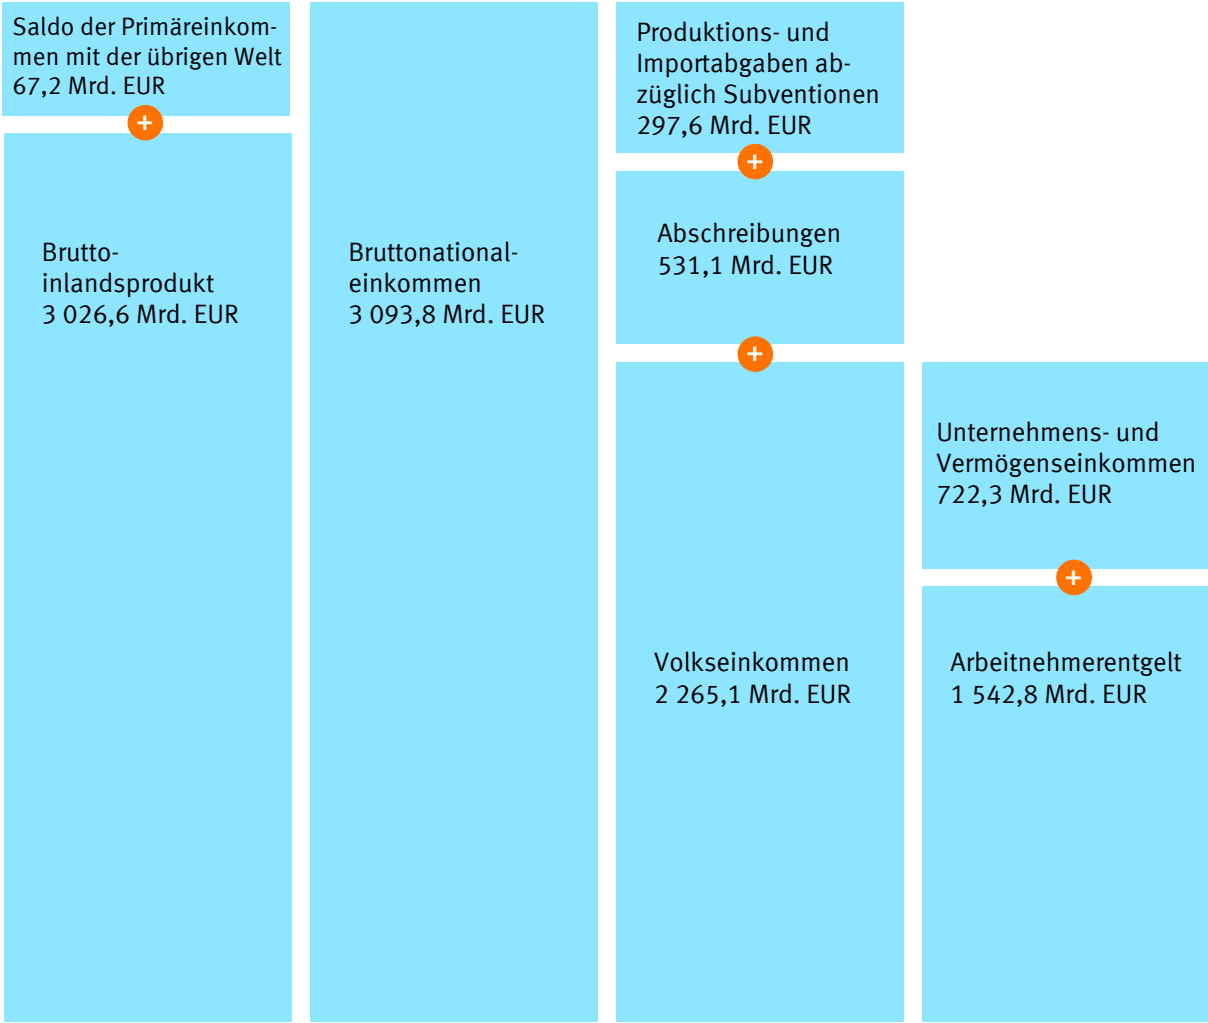 Saldo der Primäreinkom-
men mit der übrigen Welt
67,2 Mrd. EUR
+
Brutto-
inlandsprodukt
3 026,6 Mrd. EUR
Bruttonational-
einkommen
3 093,8 Mrd. EUR
Produktions- und
Importabgaben ab-
züglich Subventionen
297,6 Mrd. EUR
+
Abschreibungen
531,1 Mrd. EUR
+
Volkseinkommen
2 265,1 Mrd. EUR
Unternehmens- und
Vermögenseinkommen
722,3 Mrd. EUR
+
Arbeitnehmerentgelt
1 542,8 Mrd. EUR